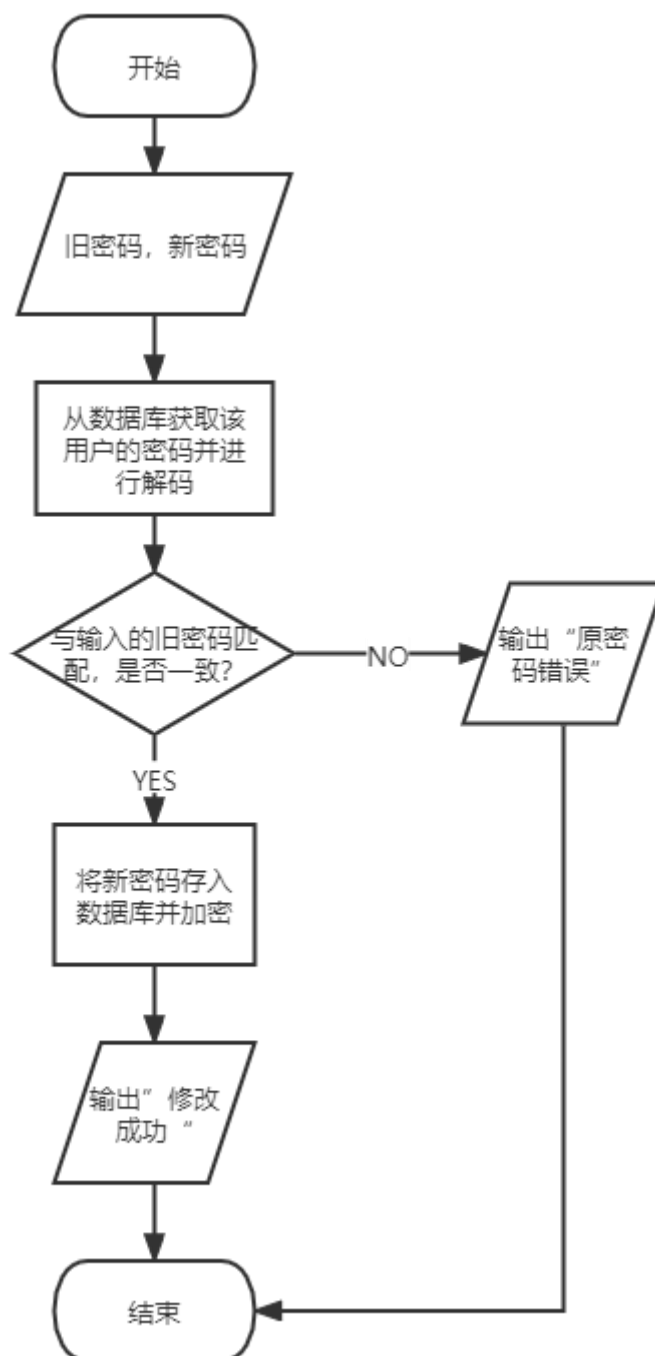 开始
旧密码，新密码
从数据库获取该
用户的密码并进
行解码
与输入的旧密码匹
配，是否一致？
NO
输出“原密
码错误”
YES
将新密码存入
数据库并加密
输出”修改
成功“
结束